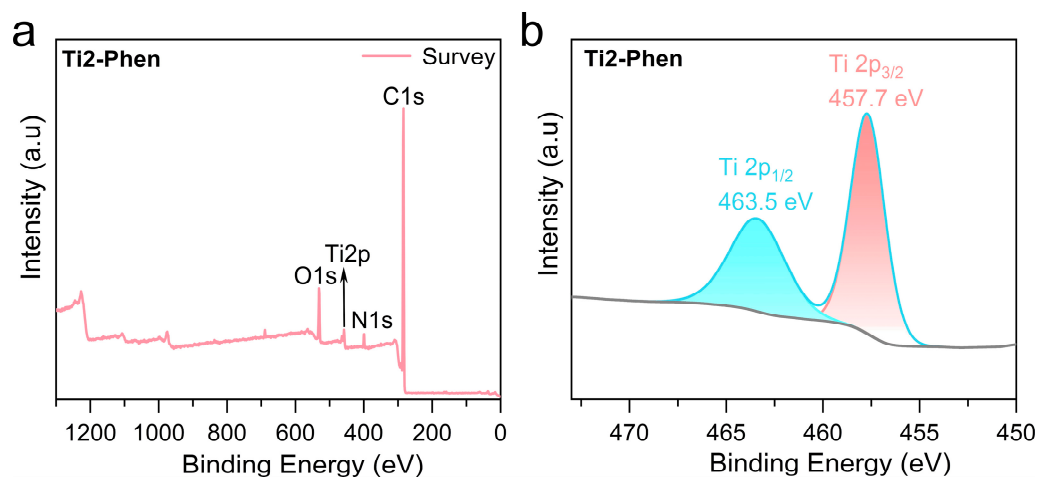 a
Ti2-Phen
Survey
C1s
Ti2p
O1s
N1s
Intensity (a.u)
1200 1000 800 600 400 200 0
Binding Energy (eV)
b
Ti2-Phen
Ti 2p3/2
457.7 eV
Ti 2p1/2
463.5 eV
Intensity (a.u)
470 465 460 455 450
Binding Energy (eV)